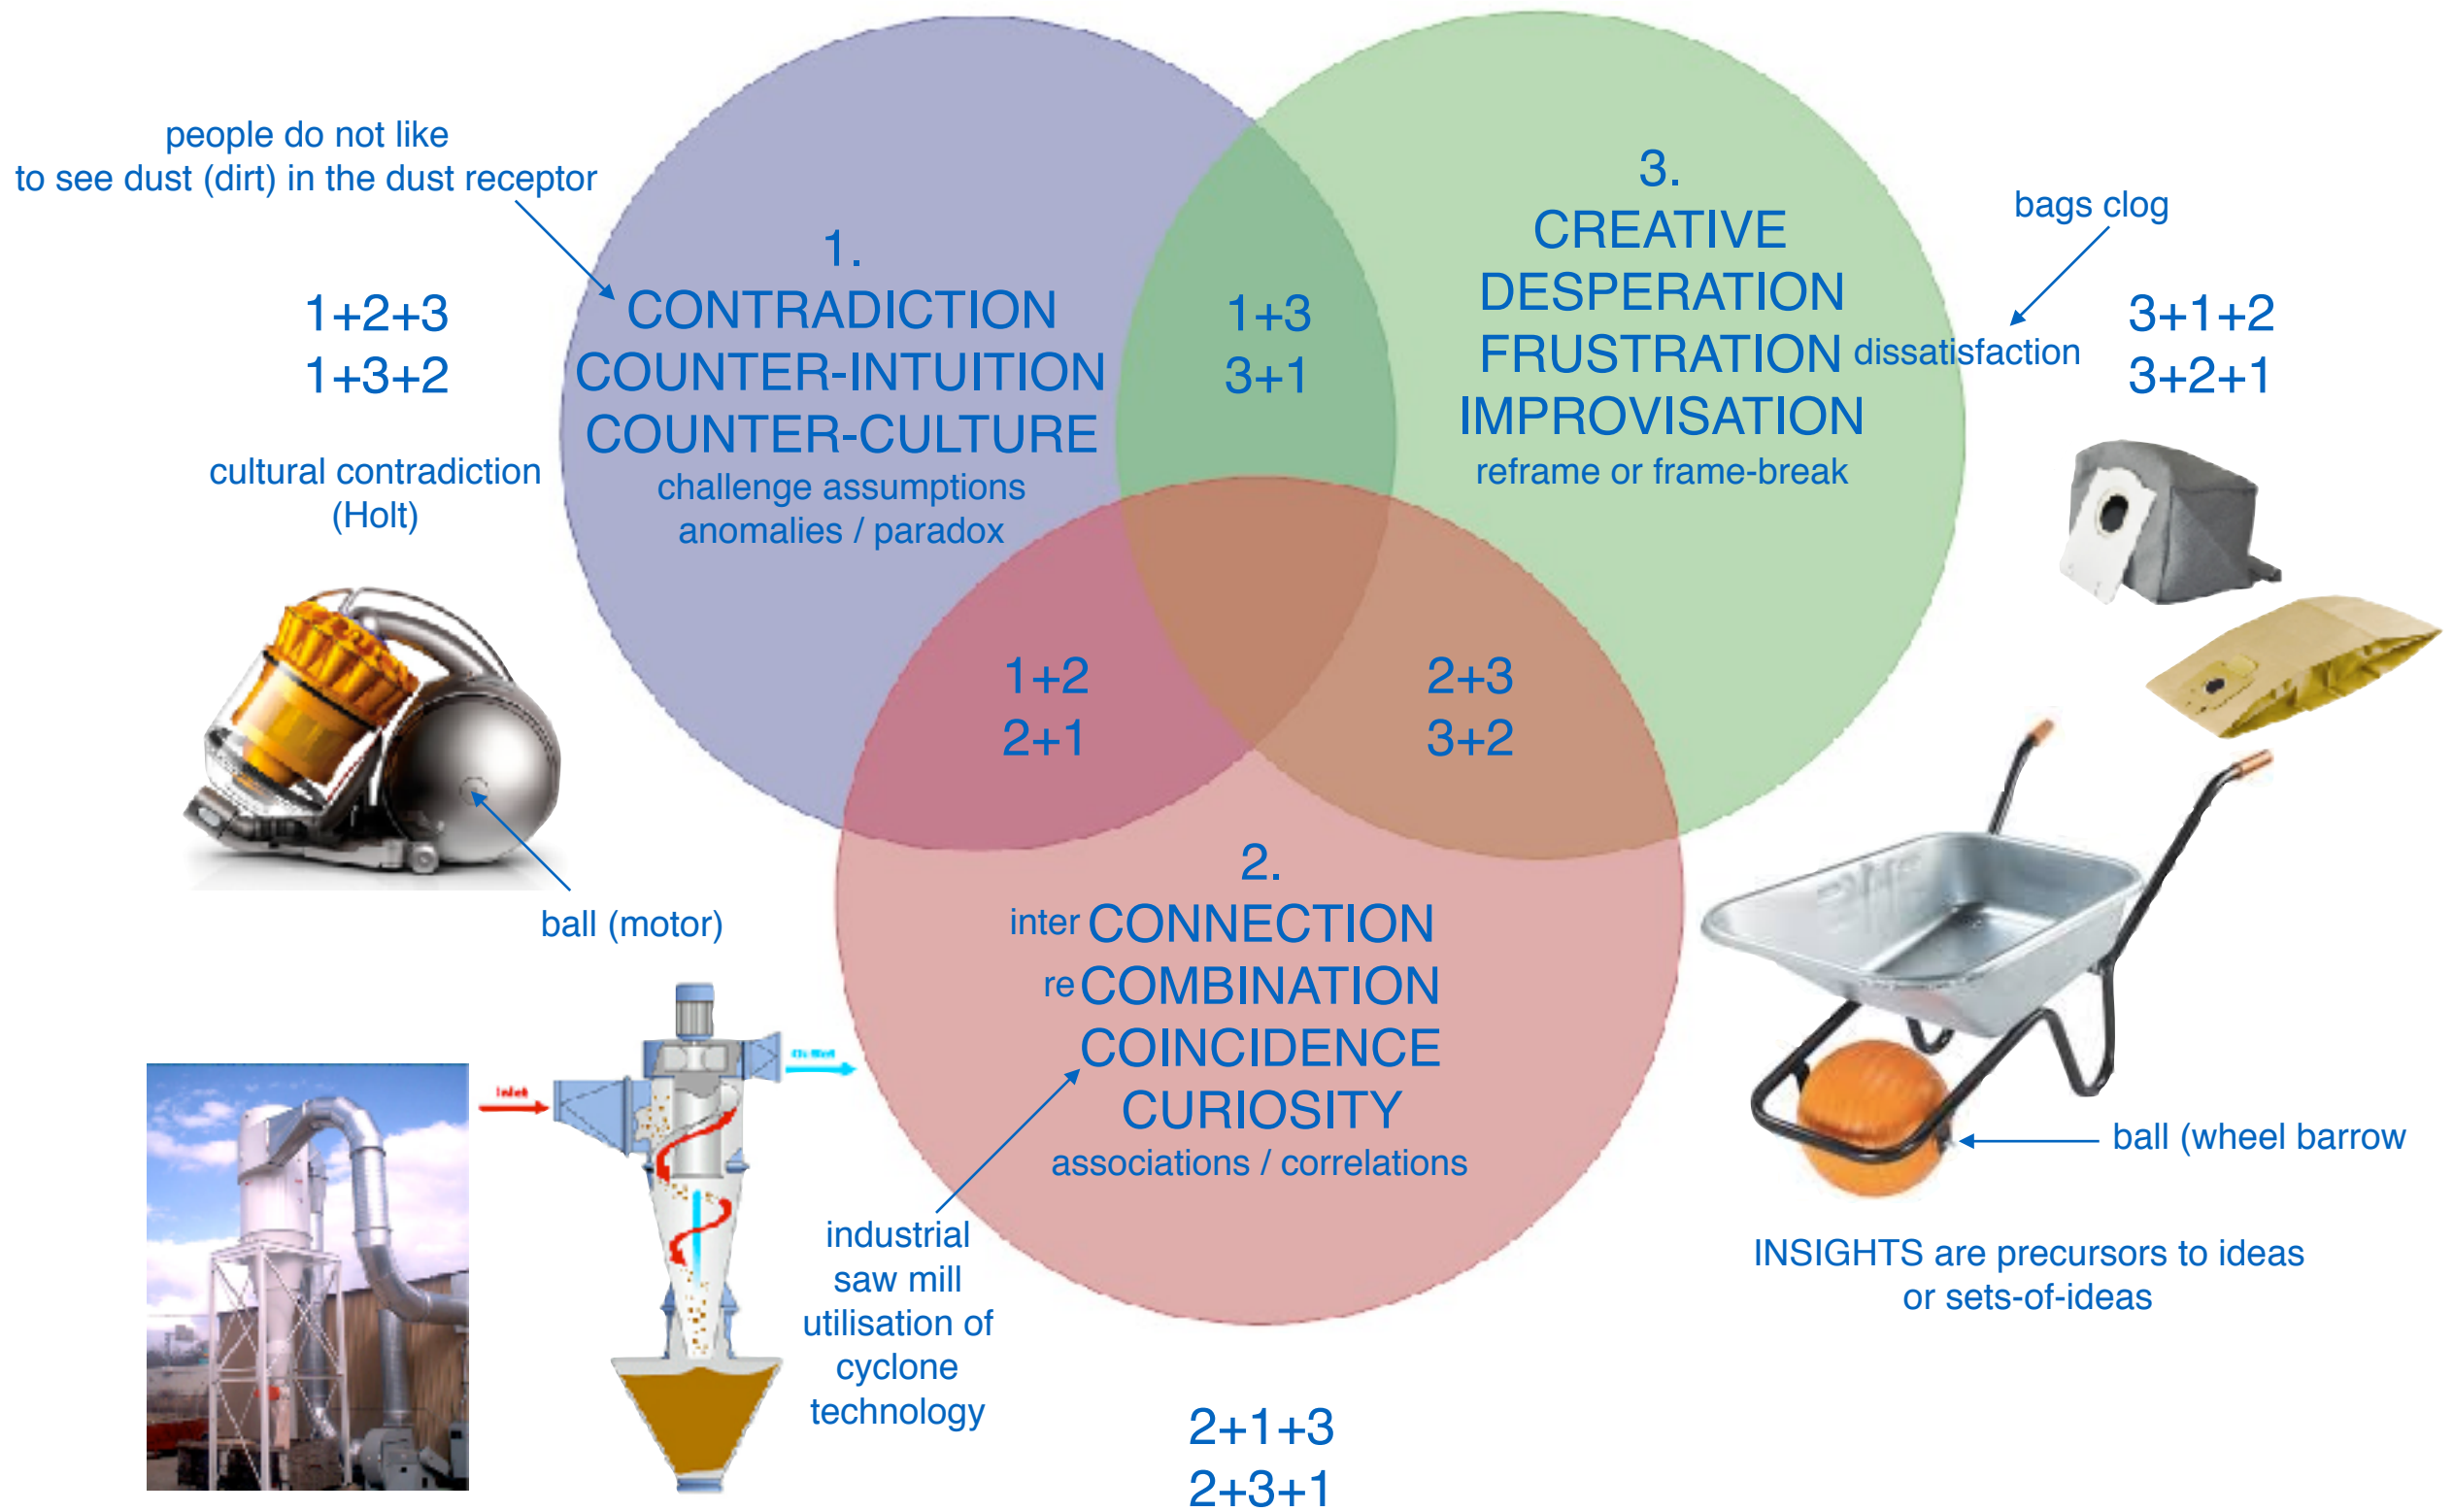 people do not like
to see dust (dirt) in the dust receptor
1+2+3
1+3+2
cultural contradiction
(Holt)
1.
CONTRADICTION
COUNTER-INTUITION
COUNTER-CULTURE
challenge assumptions
anomalies / paradox
1+3
3+1
3.
CREATIVE
DESPERATION
FRUSTRATION dissatisfaction
IMPROVISATION
reframe or frame-break
bags clog
3+1+2
3+2+1
1+2
2+1
2+3
3+2
ball (motor)
2.
inter CONNECTION
re COMBINATION
COINCIDENCE
CURIOSITY
associations / correlations
Inlet
Outlet
industrial
saw mill
utilisation of
cyclone
technology
ball (wheel barrow
INSIGHTS are precursors to ideas
or sets-of-ideas
2+1+3
2+3+1